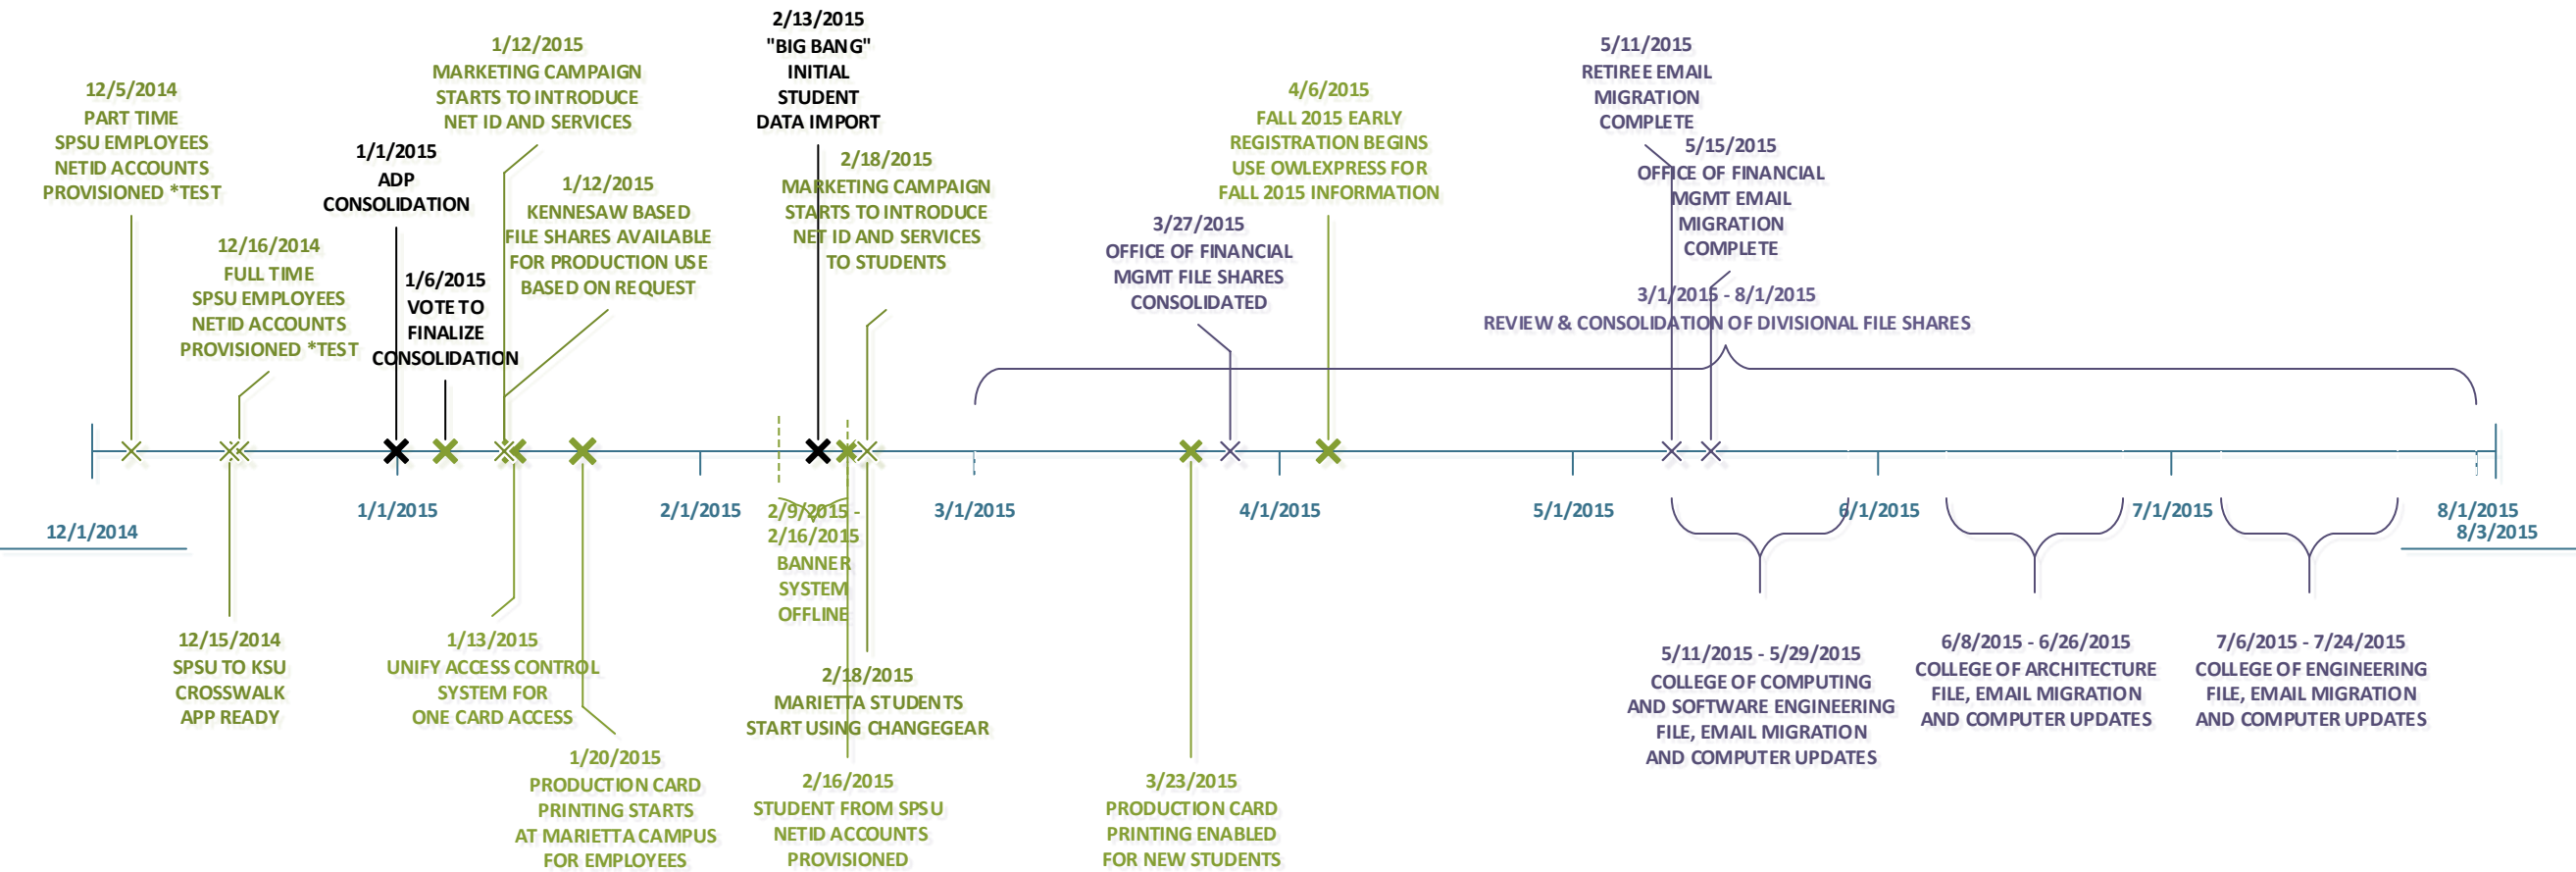 12/5/2014
PART TIME
SPSU EMPLOYEES
NETID ACCOUNTS
PROVISIONED *TEST
12/16/2014
FULL TIME
SPSU EMPLOYEES
NETID ACCOUNTS
PROVISIONED *TEST
1/1/2015
ADP
CONSOLIDATION
1/6/2015
VOTE TO
FINALIZE
CONSOLIDATION
1/12/2015
MARKETING CAMPAIGN
STARTS TO INTRODUCE
NET ID AND SERVICES
1/12/2015
KENNESAW BASED
FILE SHARES AVAILABLE
FOR PRODUCTION USE
BASED ON REQUEST
2/13/2015
"BIG BANG"
INITIAL
STUDENT
DATA IMPORT
2/18/2015
MARKETING CAMPAIGN
STARTS TO INTRODUCE
NET ID AND SERVICES
TO STUDENTS
3/27/2015
OFFICE OF FINANCIAL
MGMT FILE SHARES
CONSOLIDATED
4/6/2015
FALL 2015 EARLY
REGISTRATION BEGINS
USE OWLEXPRESS FOR
FALL 2015 INFORMATION
5/11/2015
RETIREE EMAIL
MIGRATION
COMPLETE
5/15/2015
OFFICE OF FINANCIAL
MGMT EMAIL
MIGRATION
COMPLETE
3/1/2015 - 8/1/2015
REVIEW & CONSOLIDATION OF DIVISIONAL FILE SHARES
12/1/2014
1/1/2015
2/1/2015
3/1/2015
4/1/2015
5/1/2015
6/1/2015
7/1/2015
8/1/2015
8/3/2015
12/15/2014
SPSU TO KSU
CROSSWALK
APP READY
1/13/2015
UNIFY ACCESS CONTROL
SYSTEM FOR
ONE CARD ACCESS
1/20/2015
PRODUCTION CARD
PRINTING STARTS
AT MARIETTA CAMPUS
FOR EMPLOYEES
2/9/2015 -
2/16/2015
BANNER
SYSTEM
OFFLINE
2/18/2015
MARIETTA STUDENTS
START USING CHANGEGEAR
2/16/2015
STUDENT FROM SPSU
NETID ACCOUNTS
PROVISIONED
3/23/2015
PRODUCTION CARD
PRINTING ENABLED
FOR NEW STUDENTS
5/11/2015 - 5/29/2015
COLLEGE OF COMPUTING
AND SOFTWARE ENGINEERING
FILE, EMAIL MIGRATION
AND COMPUTER UPDATES
6/8/2015 - 6/26/2015
COLLEGE OF ARCHITECTURE
FILE, EMAIL MIGRATION
AND COMPUTER UPDATES
7/6/2015 - 7/24/2015
COLLEGE OF ENGINEERING
FILE, EMAIL MIGRATION
AND COMPUTER UPDATES